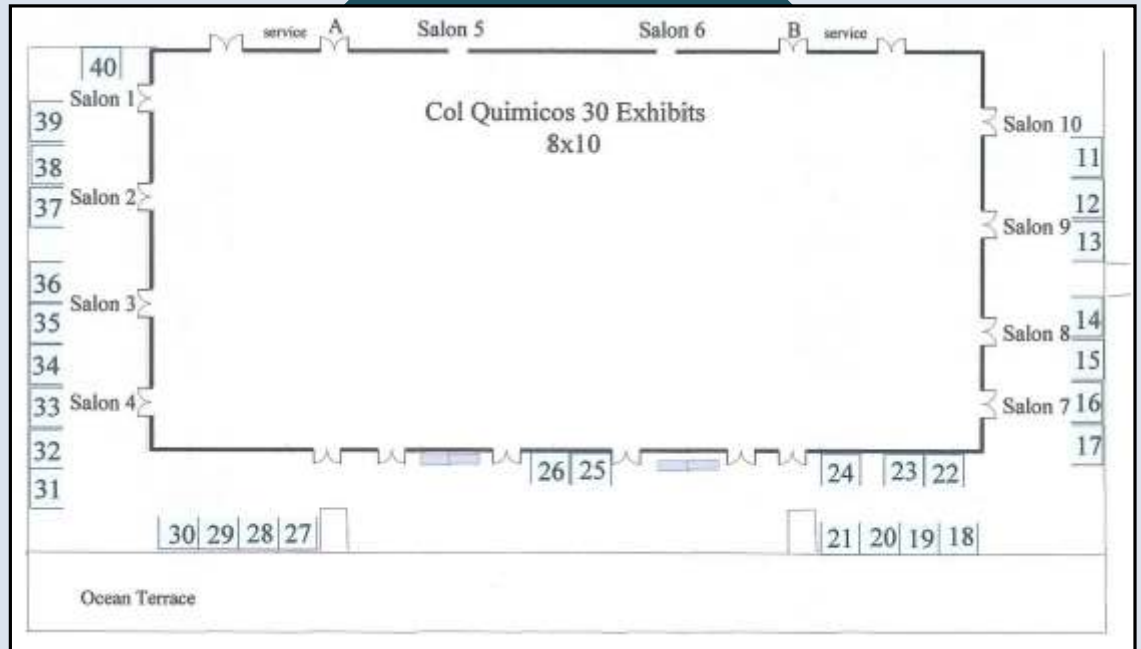 service A Salon 5 Salon 6 B service
40
Salon 1
39
38
Salon 2
37
36
Salon 3
35
34
33 Salon 4
32
31
Col Quimicos 30 Exhibits
8x10
Salon 10
11
12
Salon 9
13
14
Salon 8
15
Salon 7 16
17
26 25
24 23 22
30 29 28 27
21 20 19 18
Ocean Terrace